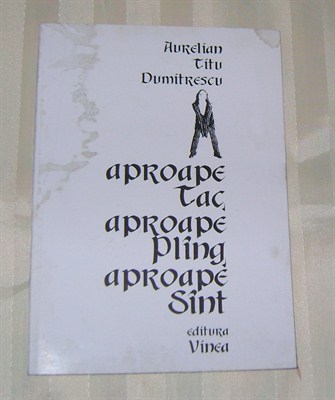 Aurelian
Titu
Dumitrescu
aproape
Tac,
aproape
Plîng
aproape
Sînt
editura
Vinea